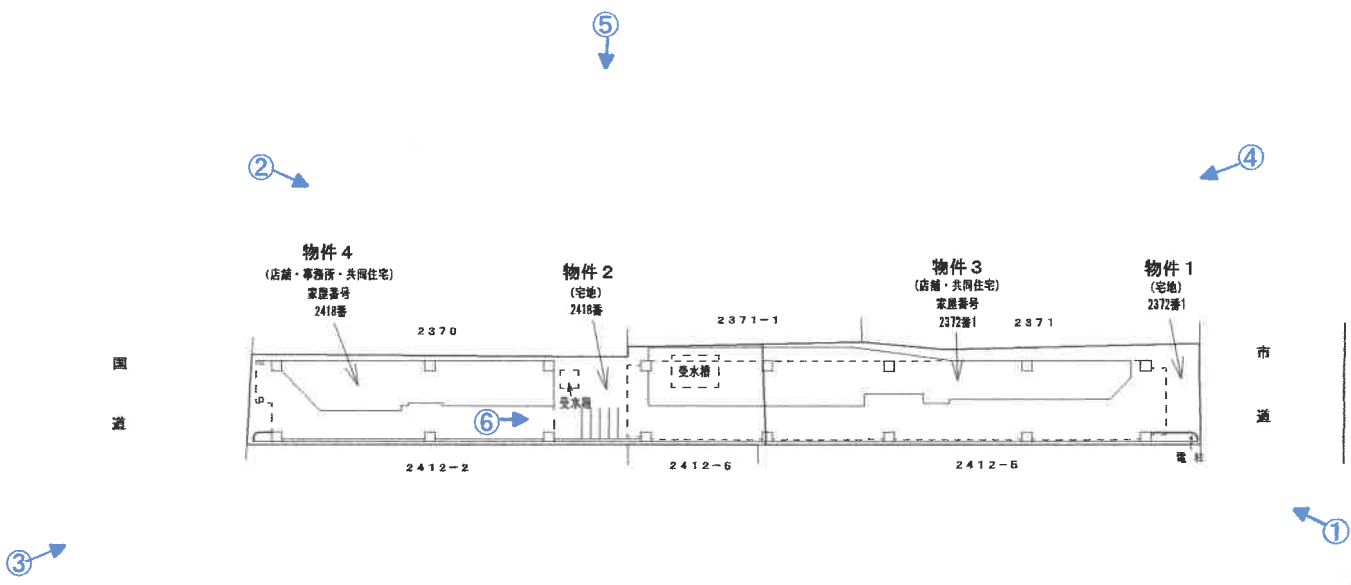 ⑤
②
④
物件4
(店舗・事務所・共同住宅)
家屋番号
2418番
物件2
(宅地)
2418番
物件3
(店舗・共同住宅)
家屋番号
2372番1
物件1
(宅地)
2372番1
2370
2371-1
2371
国道
市道
受水槽
受水槽
⑥
電柱
2412-2
2412-6
2412-5
①
③